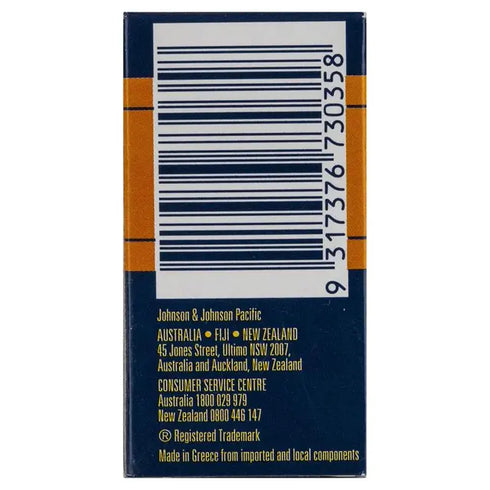 9 317376 730358
Johnson & Johnson Pacific
AUSTRALIA • FIJI • NEW ZEALAND
45 Jones Street, Ultimo NSW 2007,
Australia and Auckland, New Zealand
CONSUMER SERVICE CENTRE
Australia 1800 029 979
New Zealand 0800 446 147
® Registered Trademark
Made in Greece from imported and local components